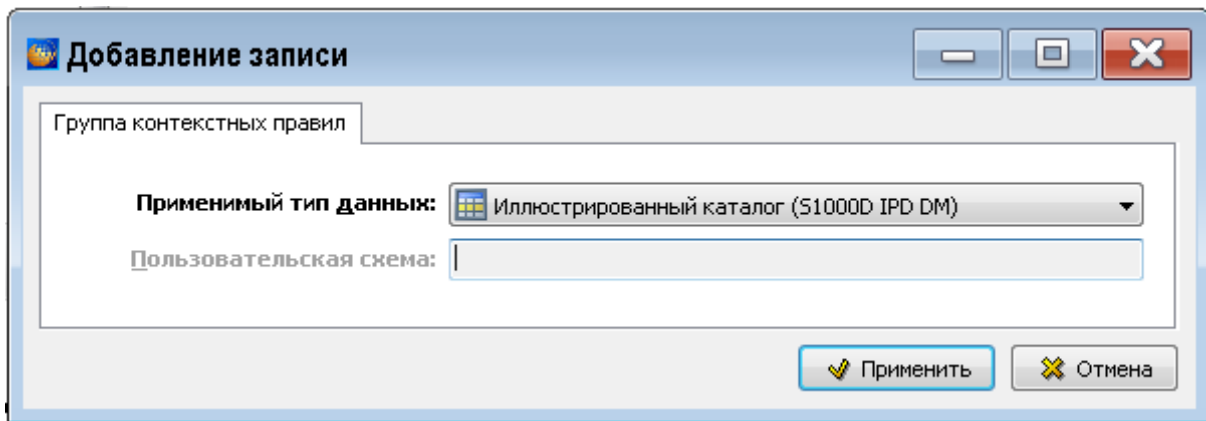 Добавление записи
Группа контекстных правил
Применимый тип данных: Иллюстрированный каталог (S1000D IPD DM)
Пользовательская схема:
Применить Отмена